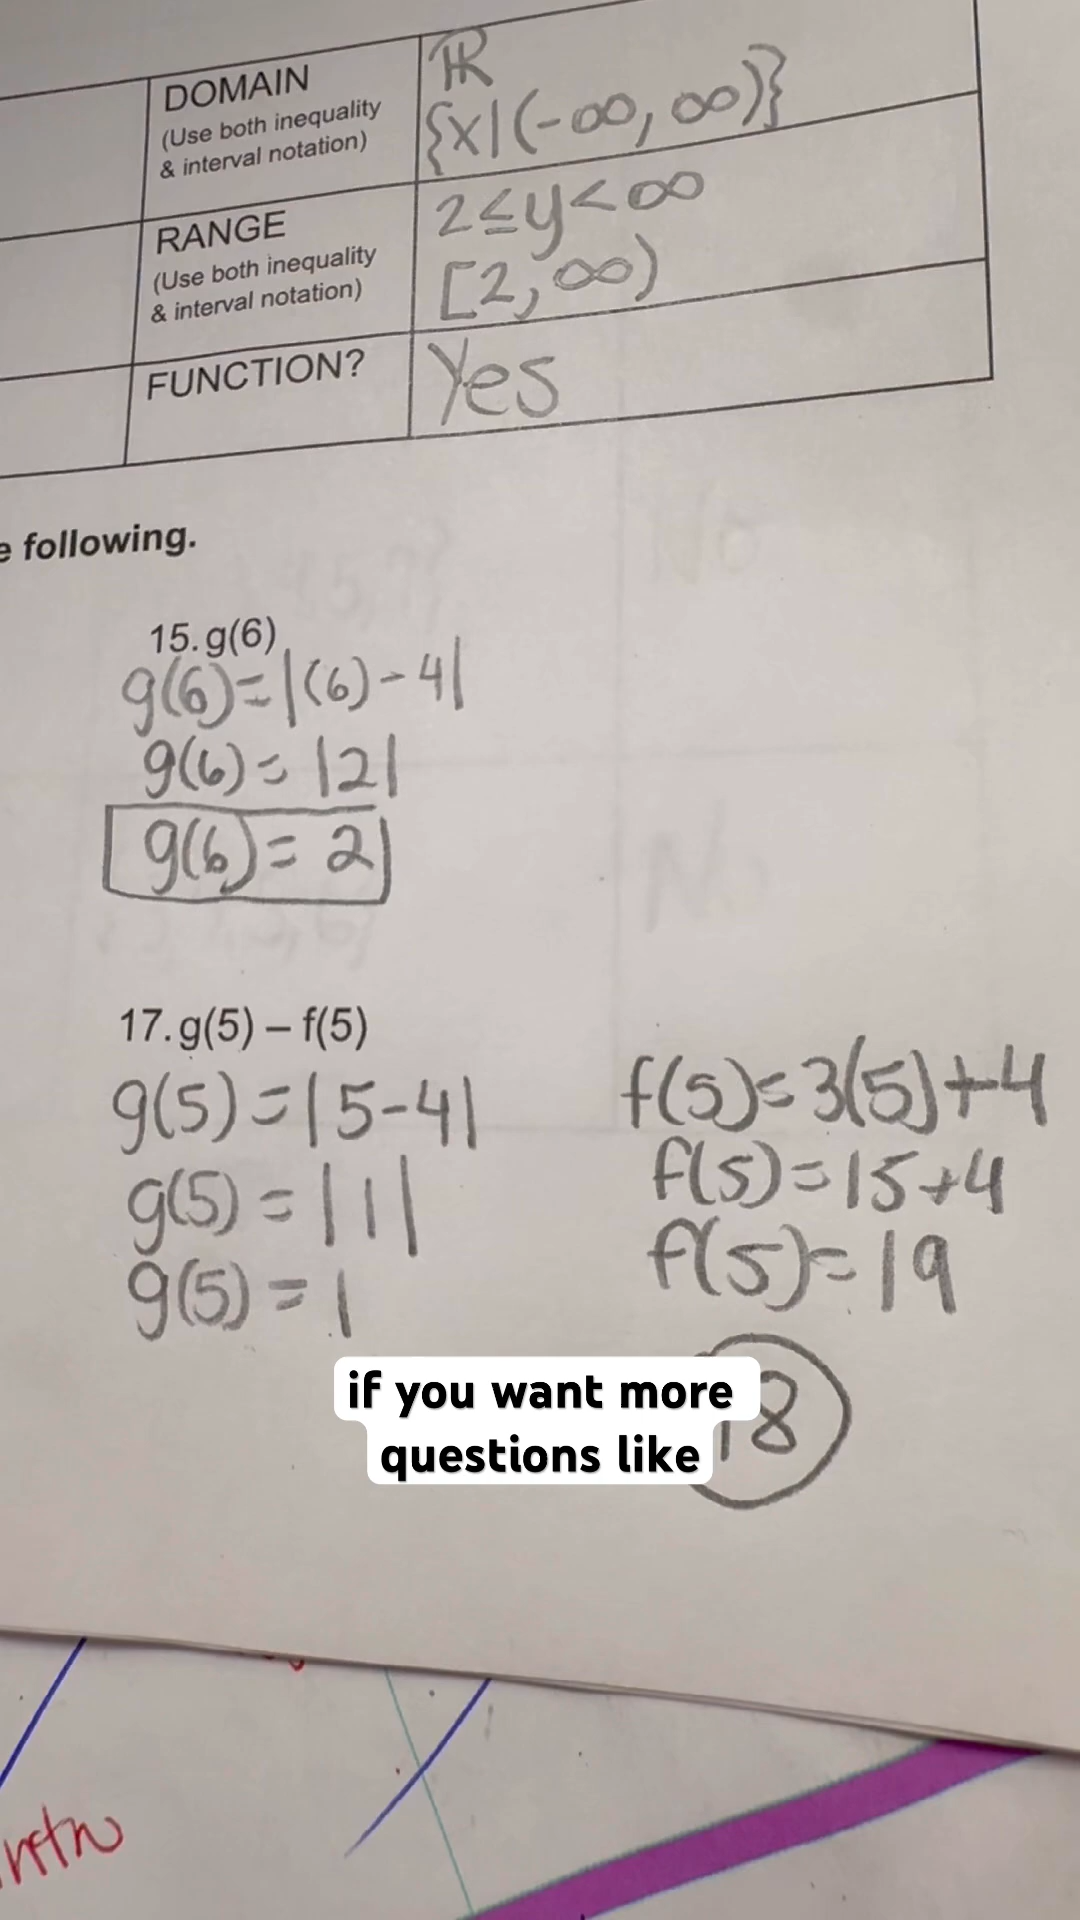 DOMAIN
(Use both inequality
& interval notation)
ℝ
{x|(-∞, ∞)}
RANGE
(Use both inequality
& interval notation)
2≤y<∞
[2, ∞)
FUNCTION?
Yes
e following.
15. g(6)
g(6)=|(6)-4|
g(6)=|2|
g(6)=2
17. g(5) – f(5)
g(5)=|5-4|
g(5)=|1|
g(5)=1
f(5)=3(5)+4
f(5)=15+4
f(5)=19
if you want more
questions like